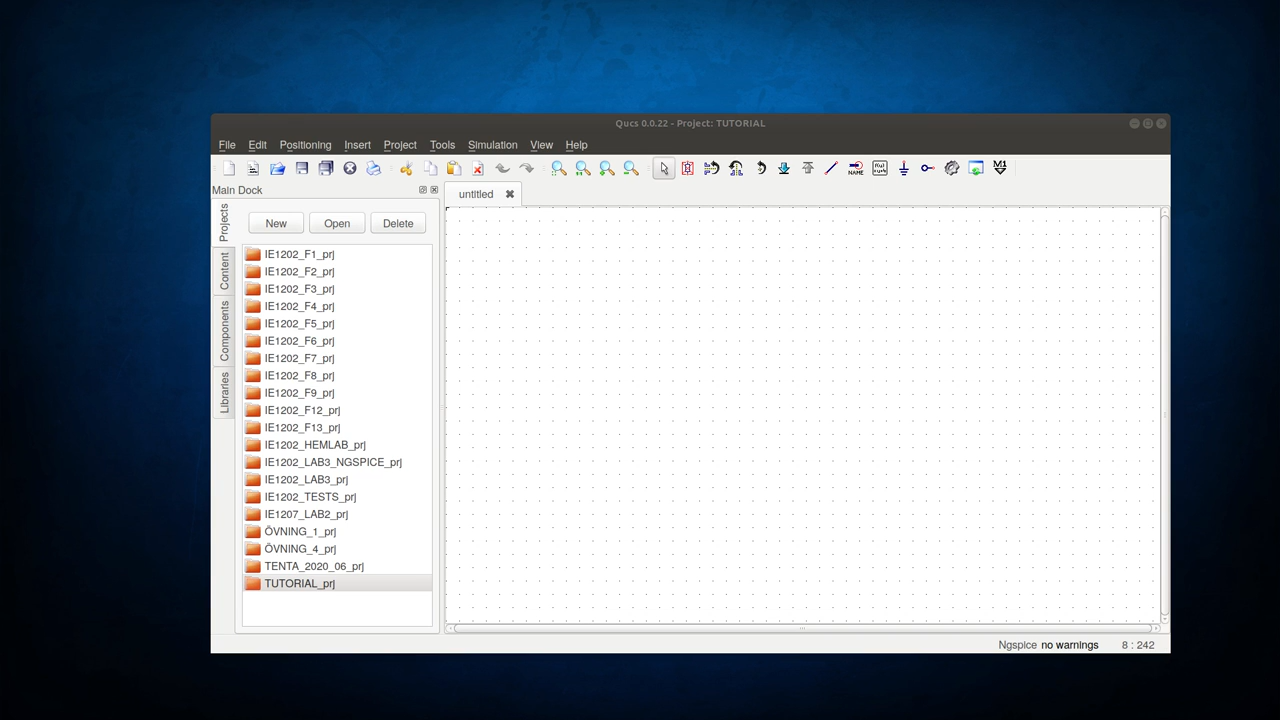 Qucs 0.0.22 - Project: TUTORIAL
File Edit Positioning Insert Project Tools Simulation View Help
NAME
M1
Main Dock
untitled
Projects
Content
Components
Libraries
New Open Delete
IE1202_F1_prj
IE1202_F2_prj
IE1202_F3_prj
IE1202_F4_prj
IE1202_F5_prj
IE1202_F6_prj
IE1202_F7_prj
IE1202_F8_prj
IE1202_F9_prj
IE1202_F12_prj
IE1202_F13_prj
IE1202_HEMLAB_prj
IE1202_LAB3_NGSPICE_prj
IE1202_LAB3_prj
IE1202_TESTS_prj
IE1207_LAB2_prj
ÖVNING_1_prj
ÖVNING_4_prj
TENTA_2020_06_prj
TUTORIAL_prj
Ngspice no warnings 8 : 242